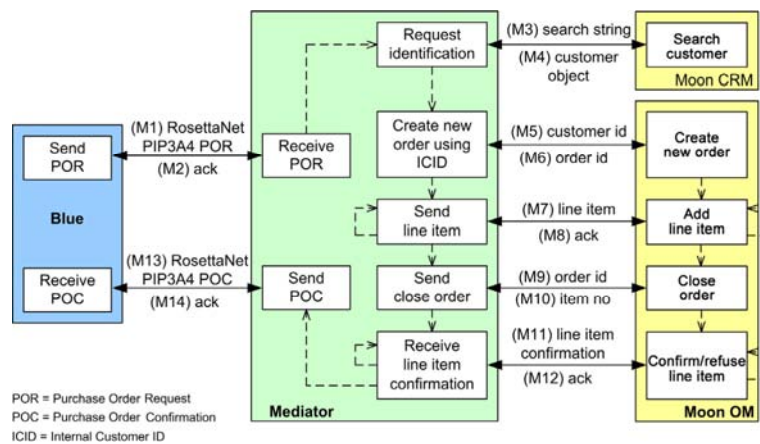 Request
identification
(M3) search string
(M4) customer
object
Search
customer
Moon CRM
Send
POR
(M1) RosettaNet
PIP3A4 POR
(M2) ack
Receive
POR
Create new
order using
ICID
(M5) customer id
(M6) order id
Create
new order
Blue
Send
line item
(M7) line item
(M8) ack
Add
line item
Receive
POC
(M13) RosettaNet
PIP3A4 POC
(M14) ack
Send
POC
Send
close order
(M9) order id
(M10) item no
Close
order
Receive
line item
confirmation
(M11) line item
confirmation
(M12) ack
Confirm/refuse
line item
Mediator
Moon OM
POR = Purchase Order Request
POC = Purchase Order Confirmation
ICID = Internal Customer ID